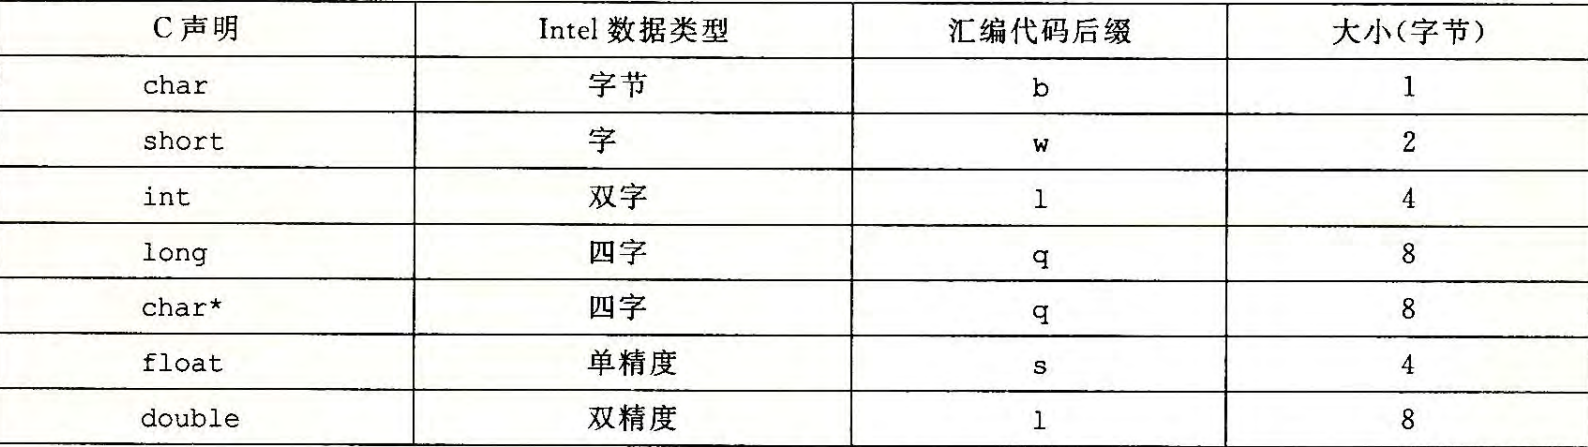 C 声明 Intel 数据类型 汇编代码后缀 大小(字节)
char 字节 b 1
short 字 w 2
int 双字 l 4
long 四字 q 8
char* 四字 q 8
float 单精度 s 4
double 双精度 l 8